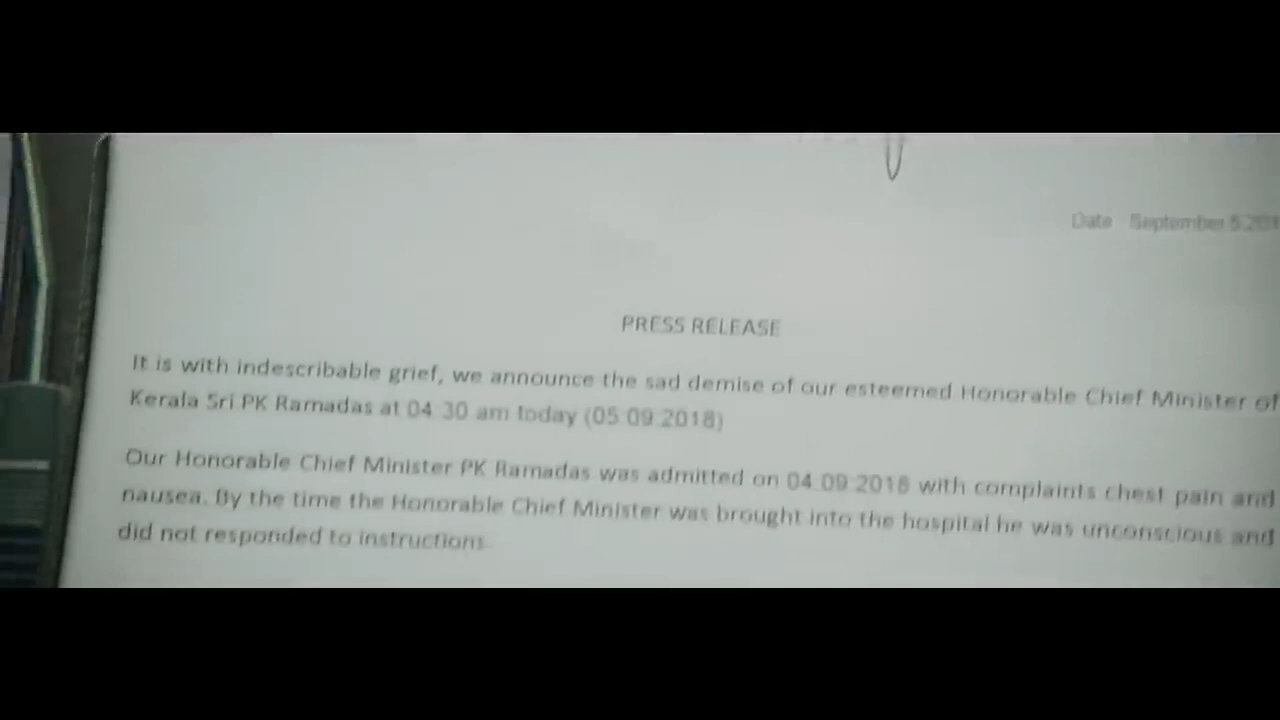 Date September 5 201
PRESS RELEASE
It is with indescribable grief, we announce the sad demise of our esteemed Honorable Chief Minister of
Kerala Sri PK Ramadas at 04:30 am today (05.09.2018)
Our Honorable Chief Minister PK Ramadas was admitted on 04.09.2018 with complaints chest pain and
nausea. By the time the Honorable Chief Minister was brought into the hospital he was unconscious and
did not responded to instructions.